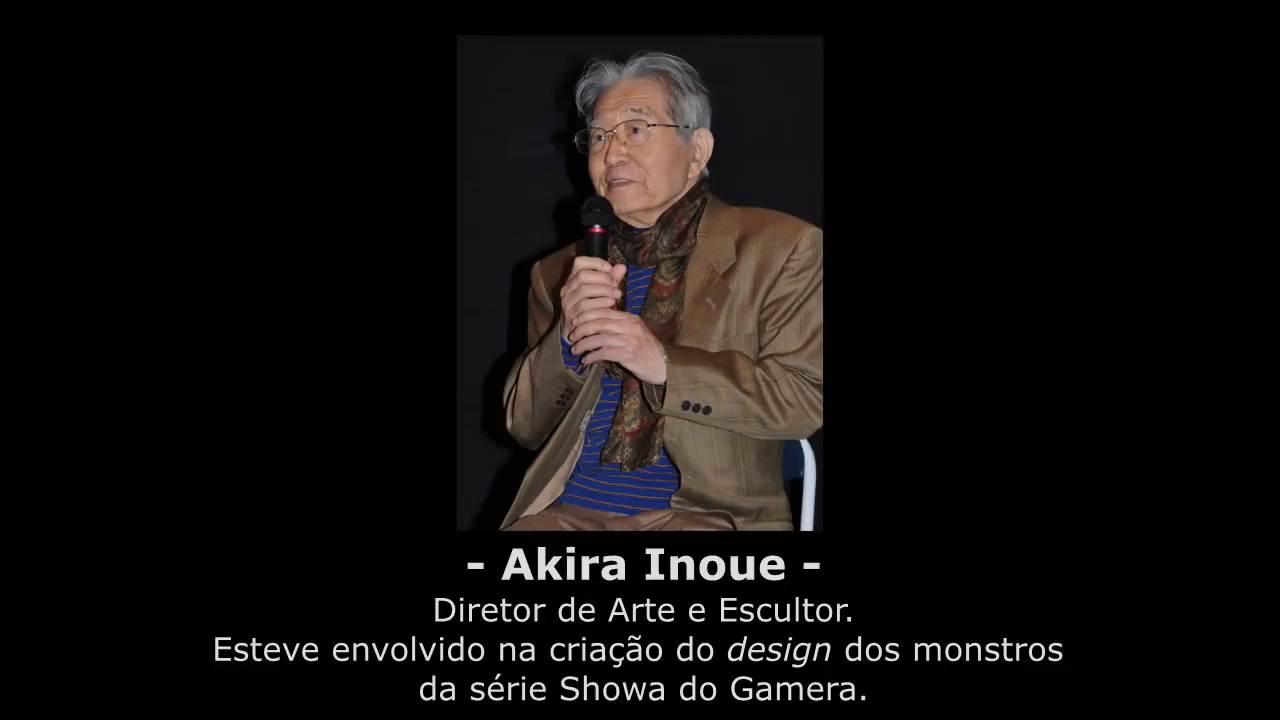 - Akira Inoue -
Diretor de Arte e Escultor.
Esteve envolvido na criação do design dos monstros
da série Showa do Gamera.